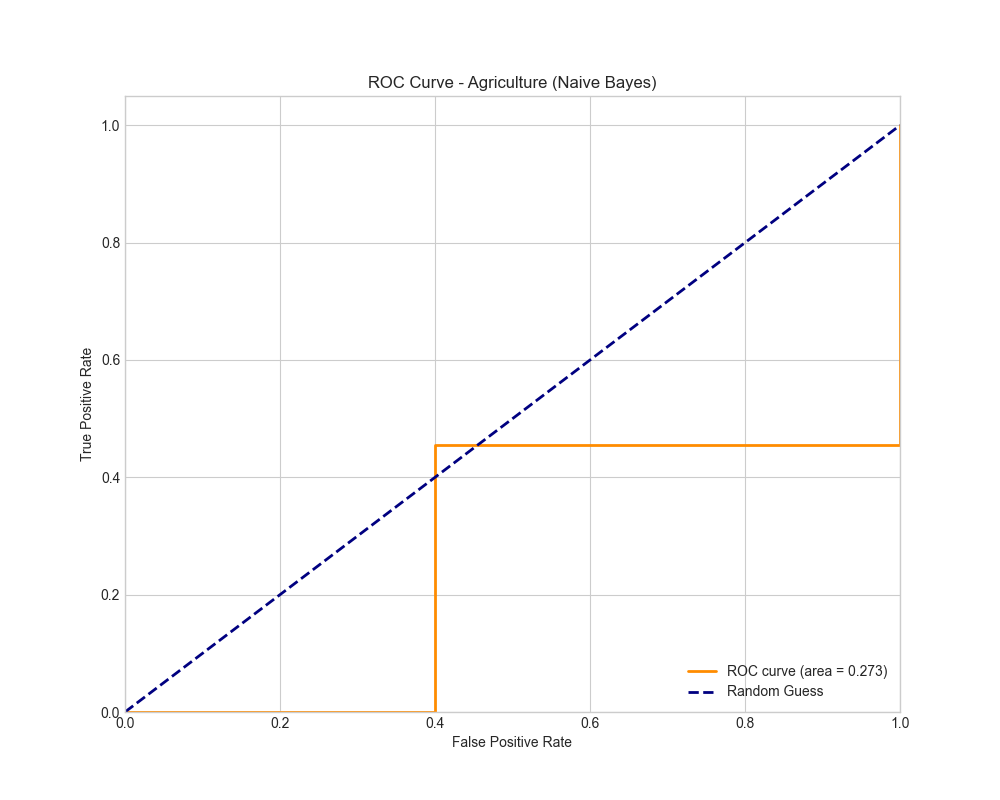 ROC Curve - Agriculture (Naive Bayes)
1.0
0.8
0.6
0.4
0.2
0.0
True Positive Rate
0.0 0.2 0.4 0.6 0.8 1.0
False Positive Rate
ROC curve (area = 0.273)
Random Guess